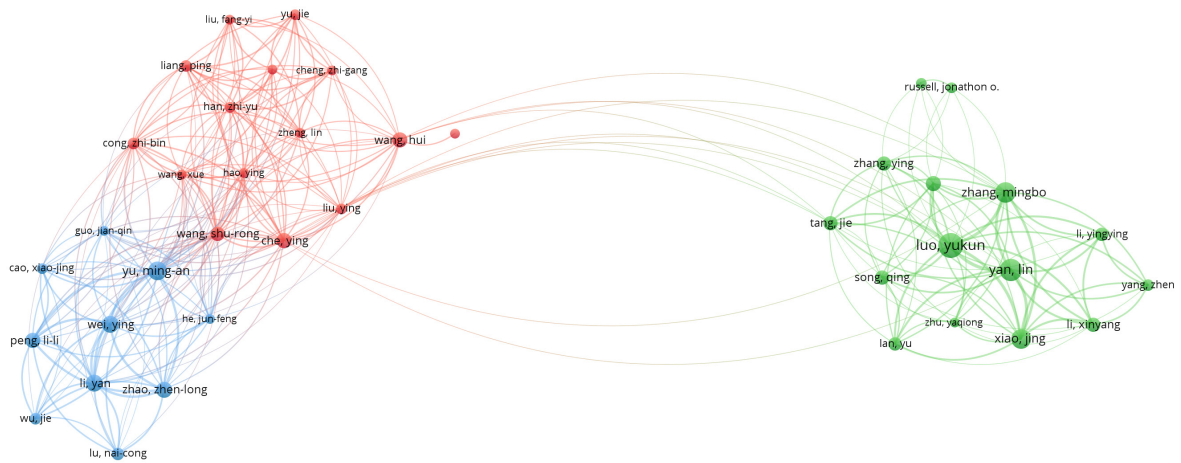 yu, jie
liu, fang-yi
liang, ping
cheng, zhi-gang
han, zhi-yu
zheng, lin
wang, hui
cong, zhi-bin
wang, xue
hao, ying
liu, ying
wang, shu-rong
che, ying
guo, jian-qin
cao, xiao-jing
yu, ming-an
he, jun-feng
wei, ying
peng, li-li
li, yan
zhao, zhen-long
wu, jie
lu, nai-cong
russell, jonathon o.
zhang, ying
zhang, mingbo
tang, jie
li, yingying
luo, yukun
song, qing
yan, lin
yang, zhen
zhu, yaqiong
li, xinyang
lan, yu
xiao, jing